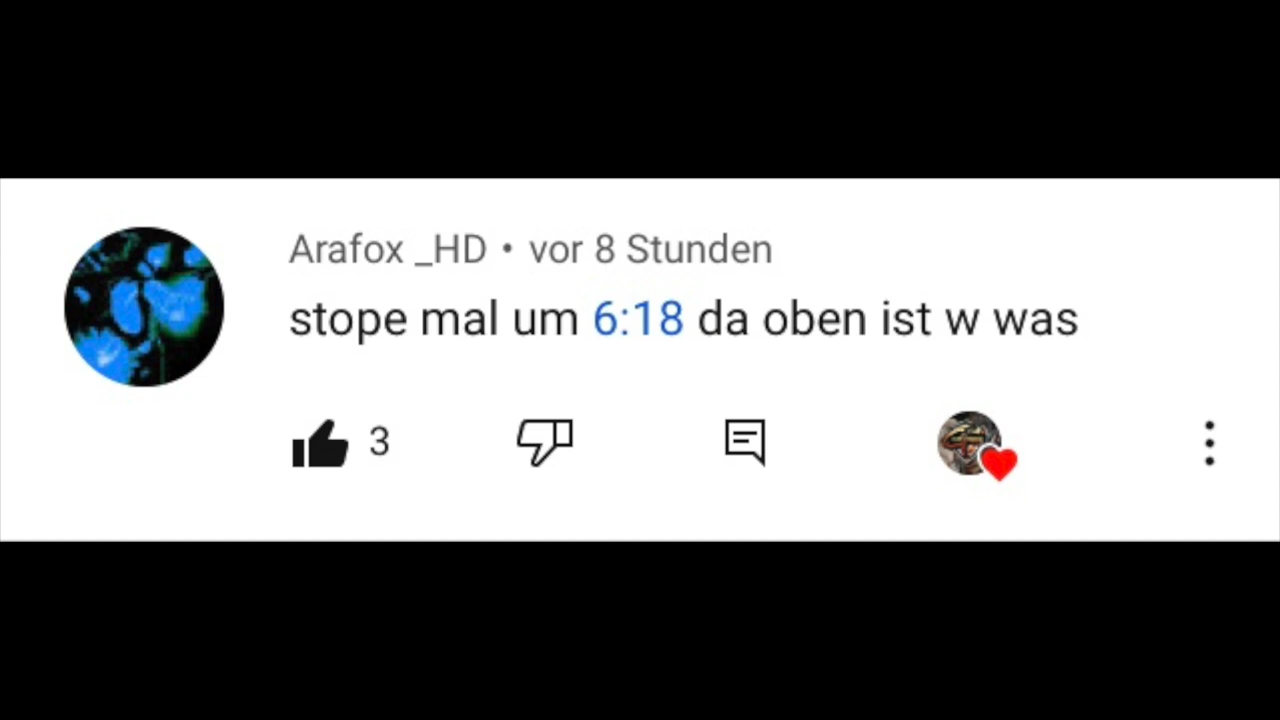 Arafox _HD • vor 8 Stunden
stope mal um 6:18 da oben ist w was
3